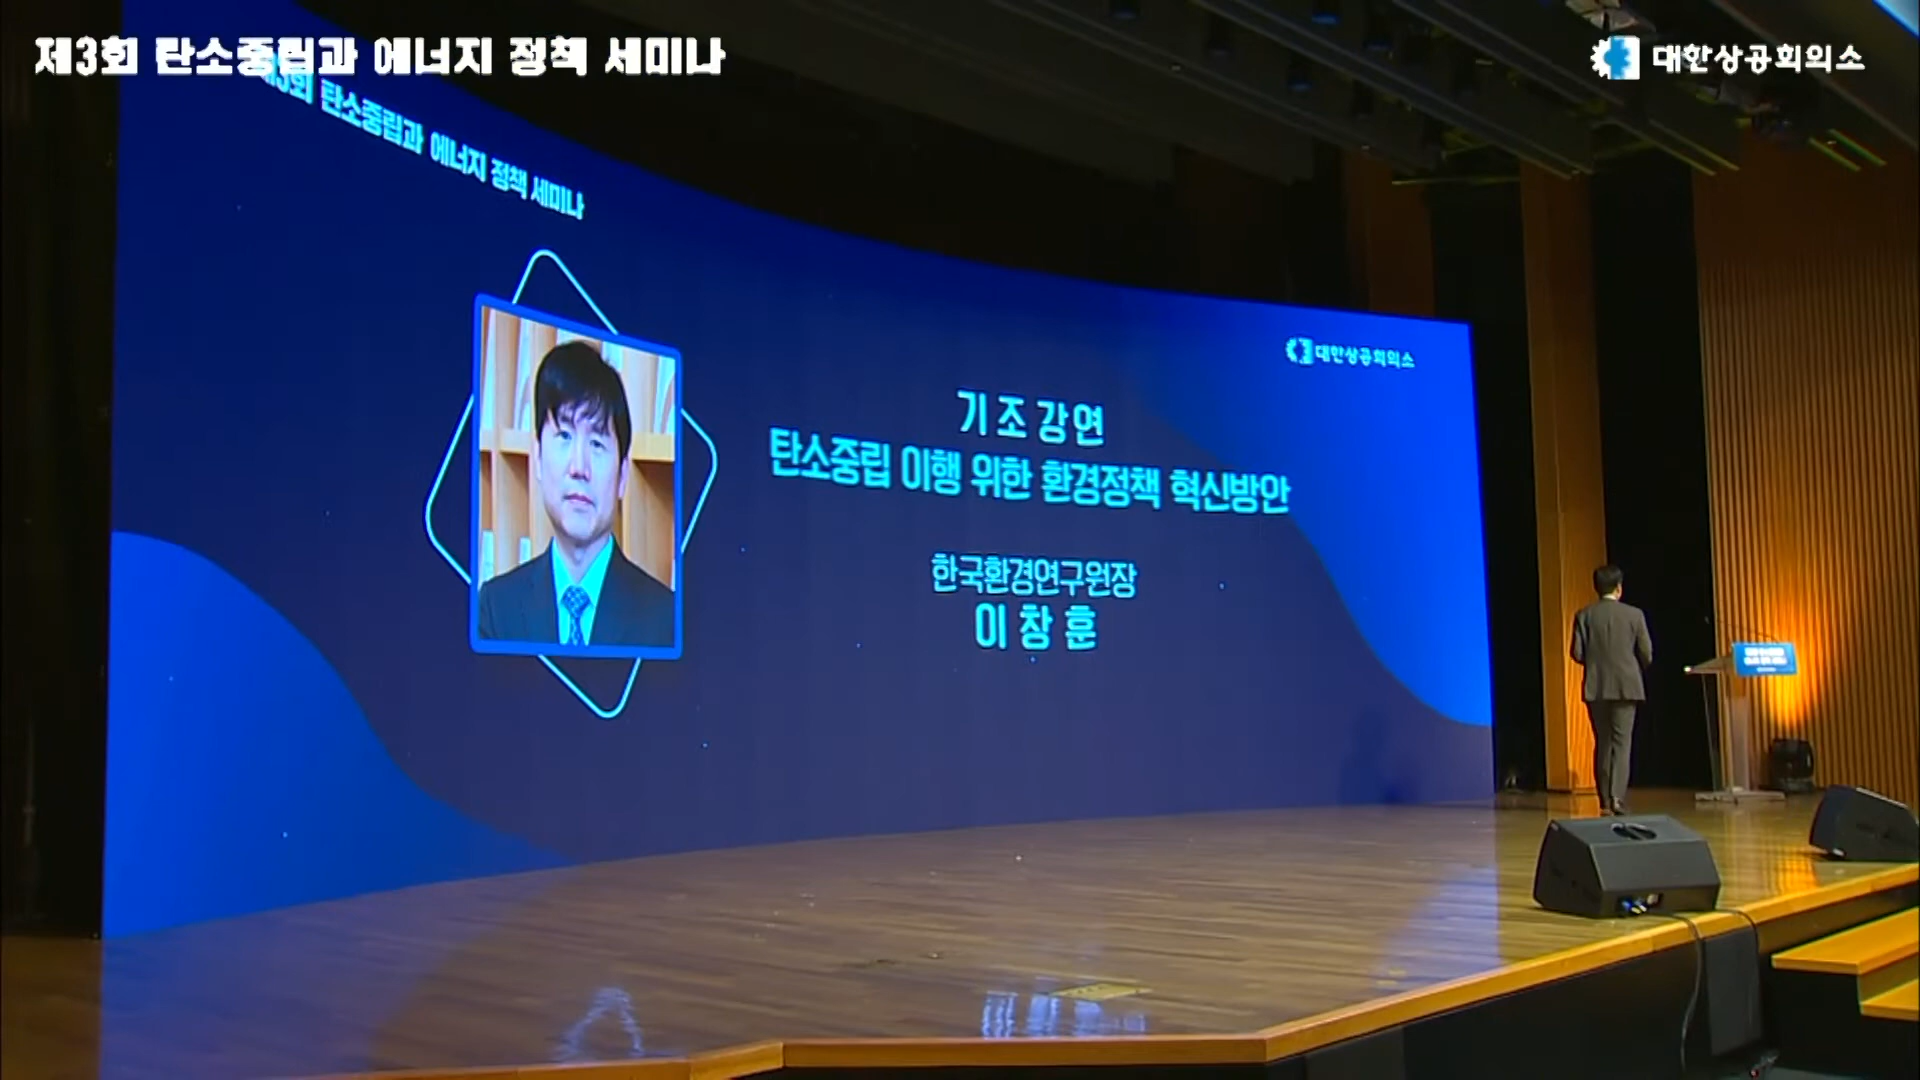 제3회 탄소중립과 에너지 정책 세미나
대한상공회의소
제3회 탄소중립과 에너지 정책 세미나
대한상공회의소
기조강연
탄소중립 이행 위한 환경정책 혁신방안
한국환경연구원장
이창훈